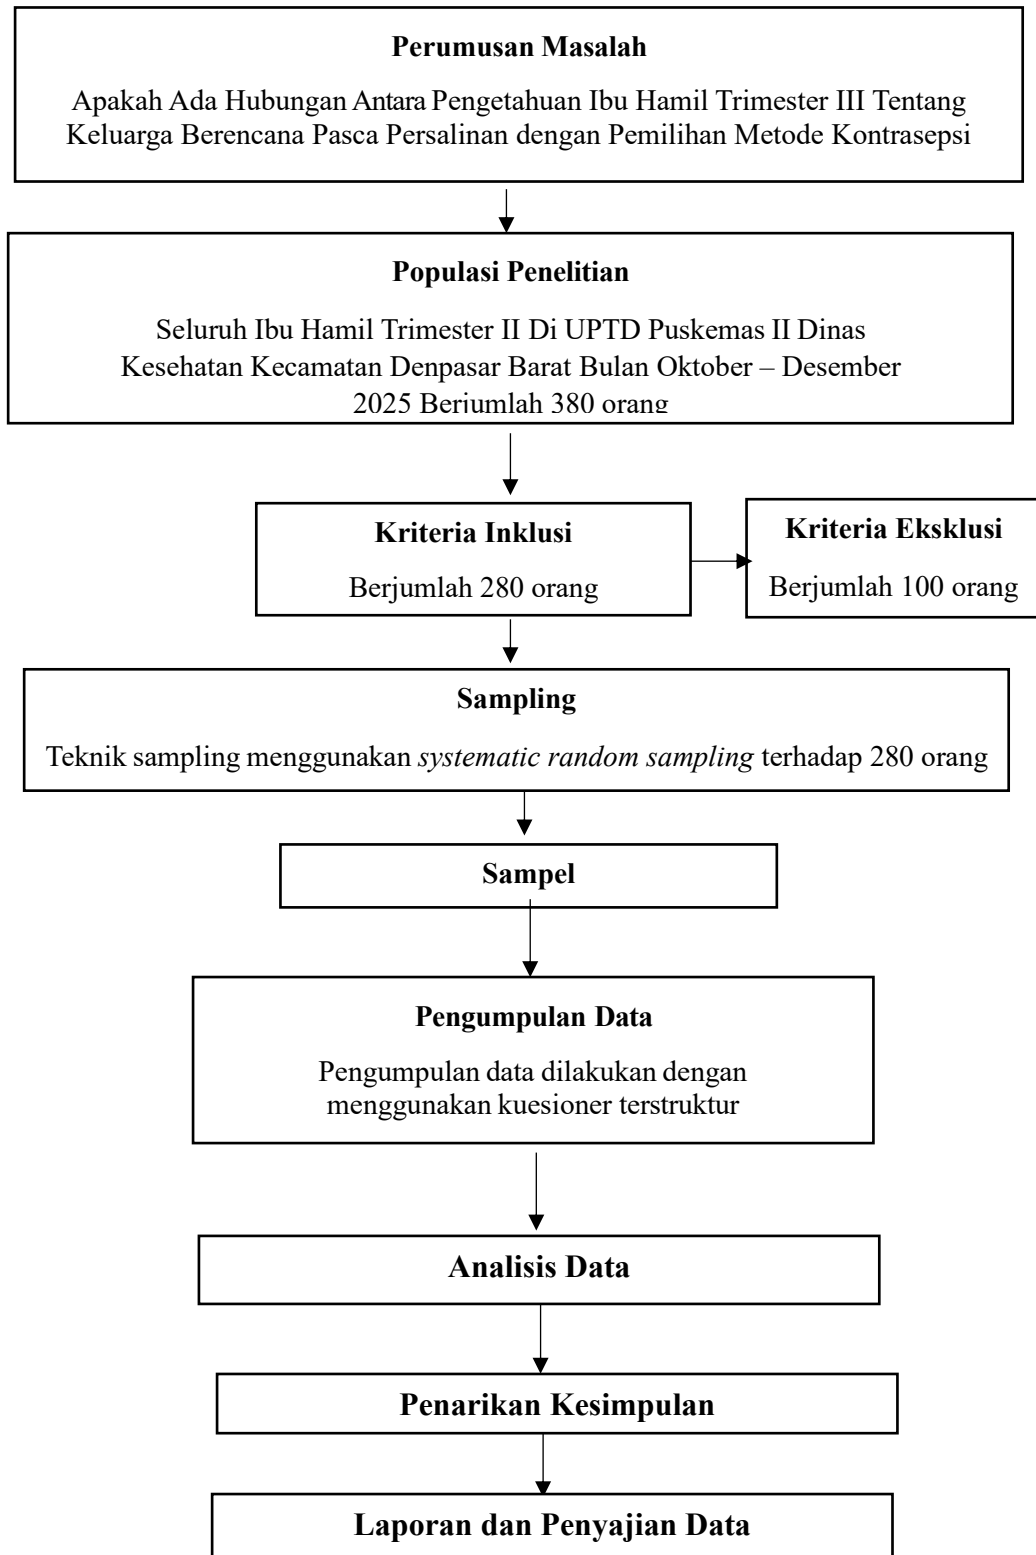 Perumusan Masalah
Apakah Ada Hubungan Antara Pengetahuan Ibu Hamil Trimester III Tentang
Keluarga Berencana Pasca Persalinan dengan Pemilihan Metode Kontrasepsi
Populasi Penelitian
Seluruh Ibu Hamil Trimester II Di UPTD Puskemas II Dinas
Kesehatan Kecamatan Denpasar Barat Bulan Oktober – Desember
2025 Berjumlah 380 orang
Kriteria Inklusi
Berjumlah 280 orang
Kriteria Eksklusi
Berjumlah 100 orang
Sampling
Teknik sampling menggunakan systematic random sampling terhadap 280 orang
Sampel
Pengumpulan Data
Pengumpulan data dilakukan dengan
menggunakan kuesioner terstruktur
Analisis Data
Penarikan Kesimpulan
Laporan dan Penyajian Data